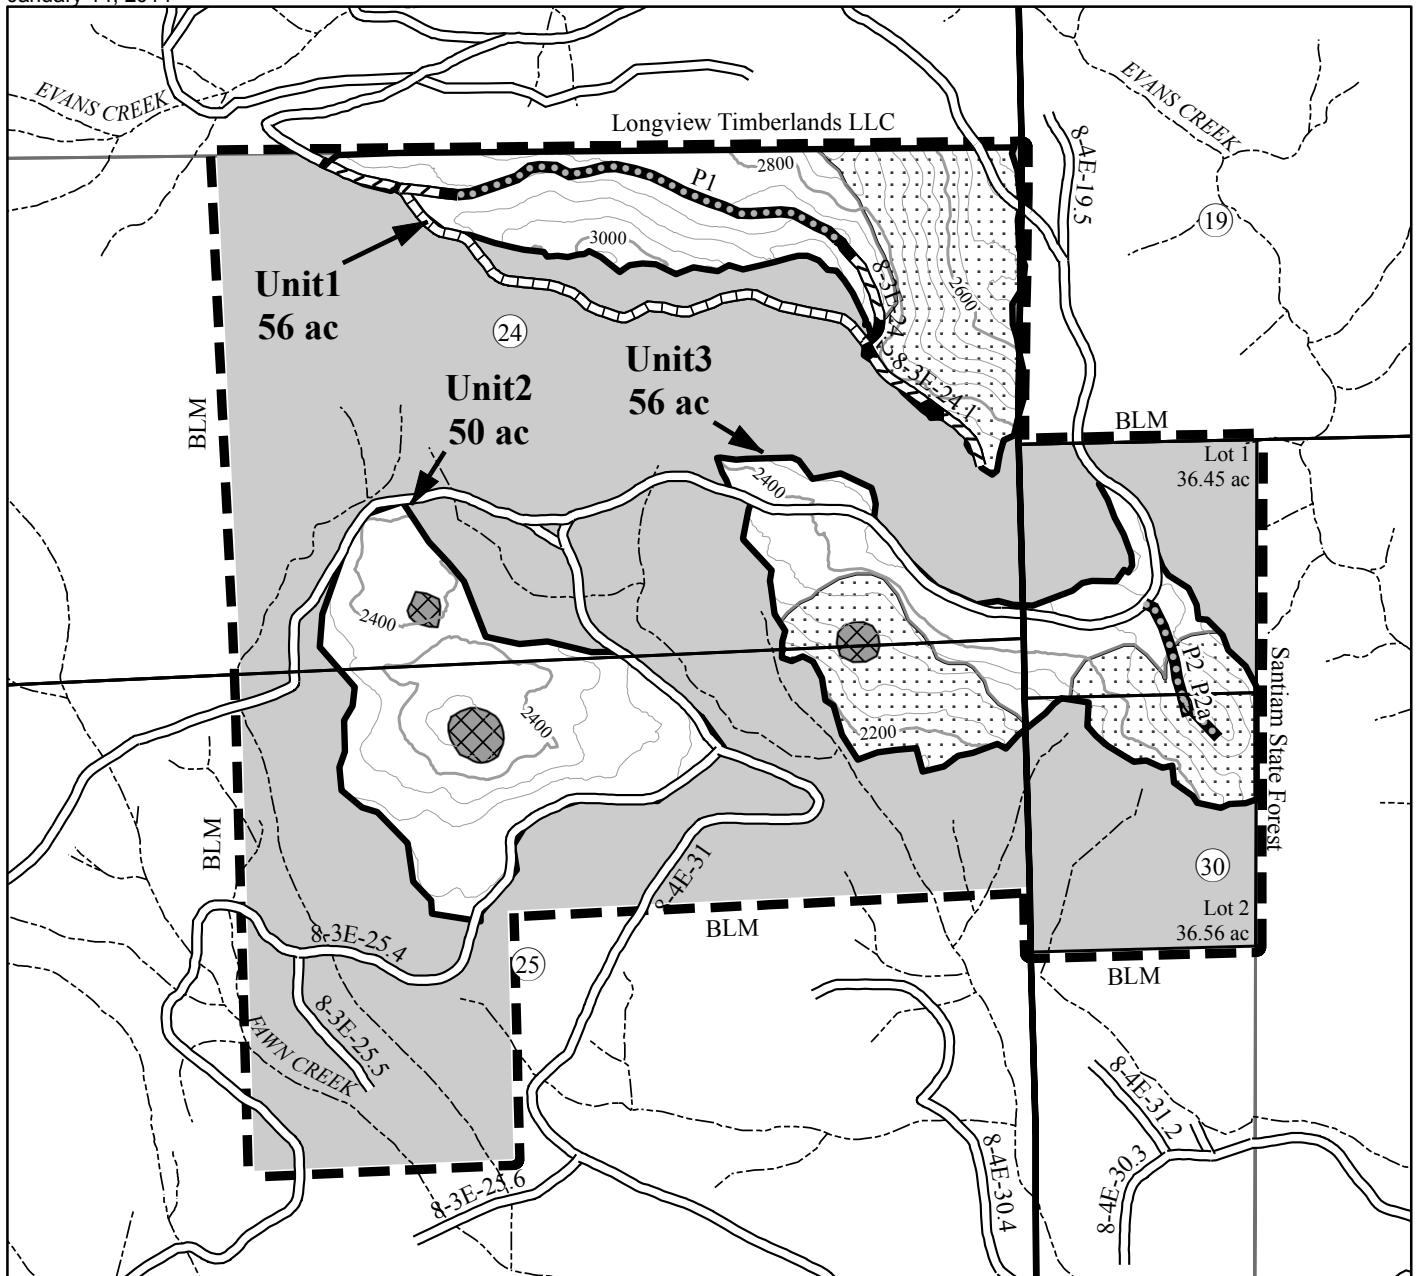 EVANS CREEK
Longview Timberlands LLC
EVANS CREEK
8-4E-19.5
2800
P1
19
3000
Unit1
56 ac
8-3E-24.3
2600
24
Unit3
56 ac
8-3E-24.1
Unit2
50 ac
BLM
BLM
Lot 1
36.45 ac
2400
2400
P2
P2a
Santiam State Forest
2400
2200
BLM
8-4E-31
30
Lot 2
36.56 ac
BLM
8-3E-25.4
25
BLM
8-3E-25.5
FAWN CREEK
8-4E-31.2
8-3E-25.6
8-4E-30.4
8-4E-30.3